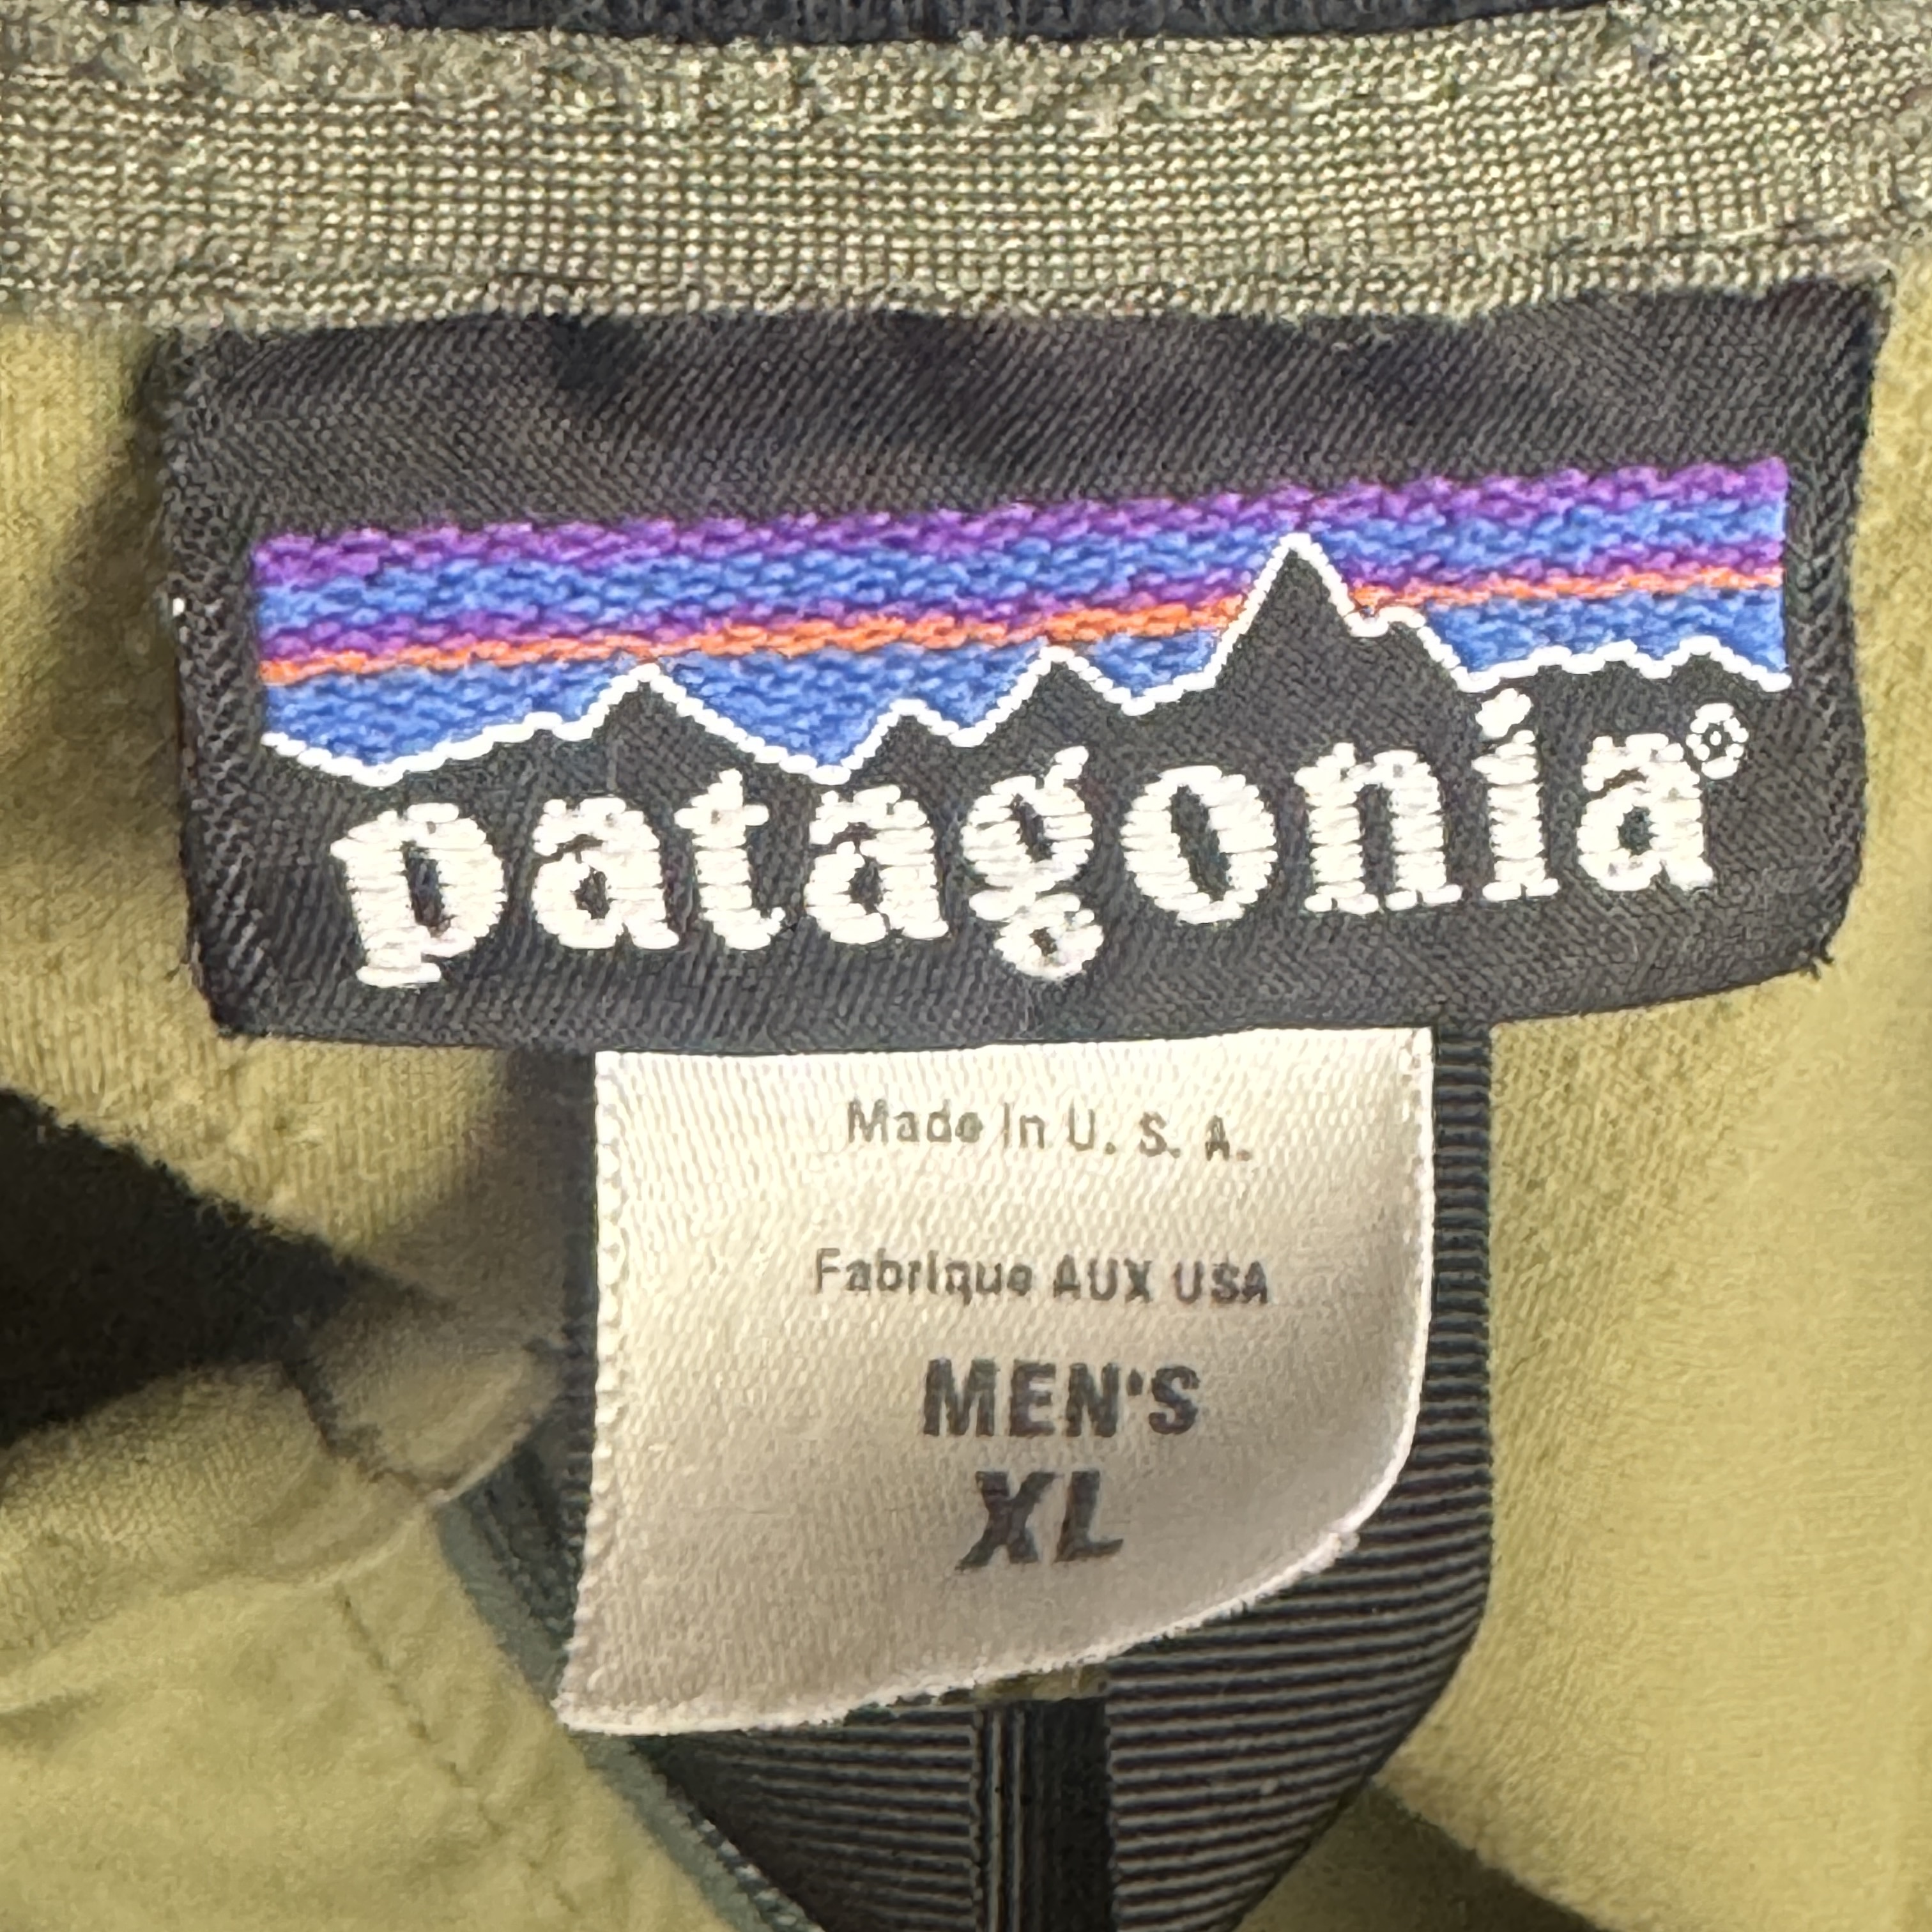 patagonia®
Made In U. S. A.
Fabrique AUX USA
MEN'S
XL